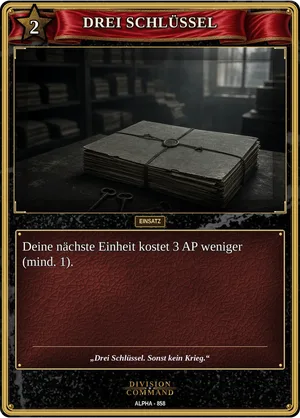 2
DREI SCHLÜSSEL
EINSATZ
Deine nächste Einheit kostet 3 AP weniger
(mind. 1).
„Drei Schlüssel. Sonst kein Krieg.“
DIVISION
COMMAND
ALPHA - 858